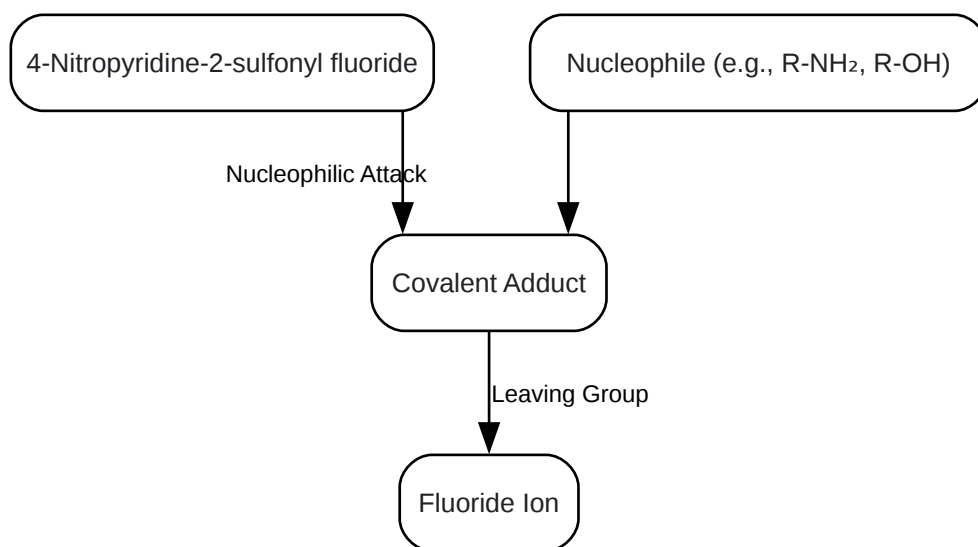 4-Nitropyridine-2-sulfonyl fluoride
Nucleophile (e.g., R-NH₂, R-OH)
Nucleophilic Attack
Covalent Adduct
Leaving Group
Fluoride Ion